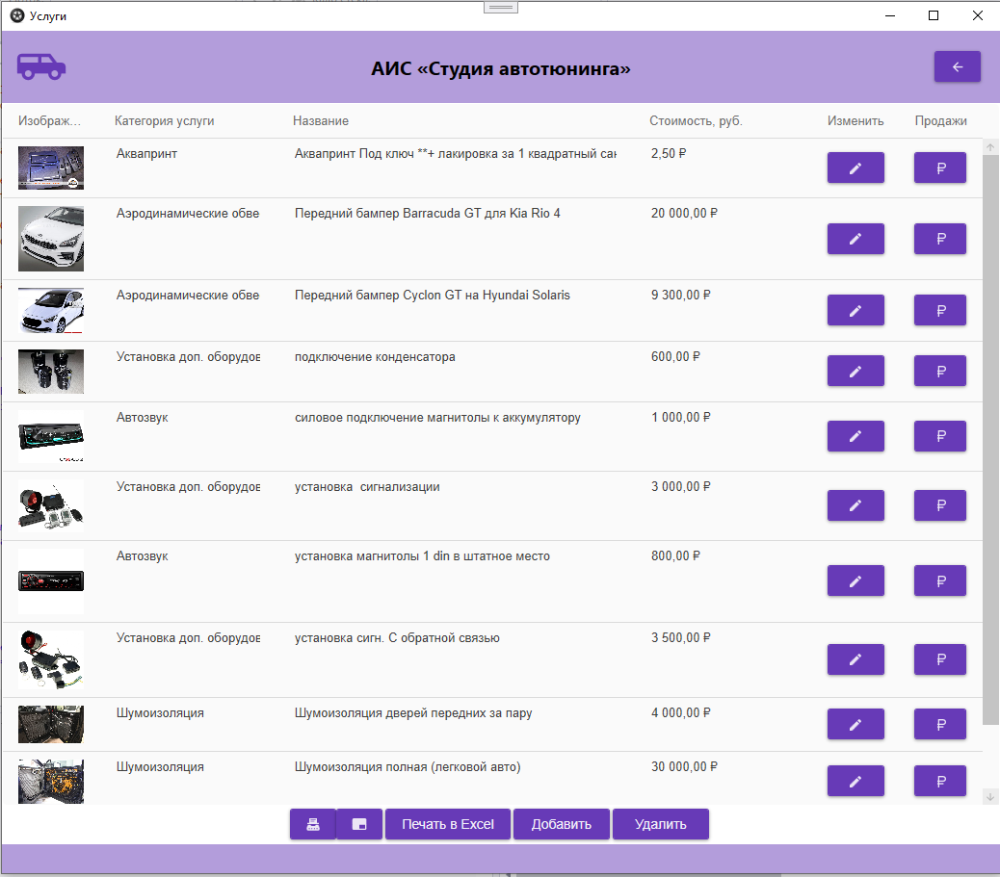 Услуги
АИС «Студия автотюнинга»
Изображ... Категория услуги Название Стоимость, руб. Изменить Продажи
Аквапринт Аквапринт Под ключ **+ лакировка за 1 квадратный сан 2,50 ₽
Аэродинамические обве Передний бампер Barracuda GT для Kia Rio 4 20 000,00 ₽
Аэродинамические обве Передний бампер Cyclon GT на Hyundai Solaris 9 300,00 ₽
Установка доп. оборудов подключение конденсатора 600,00 ₽
Автозвук силовое подключение магнитолы к аккумулятору 1 000,00 ₽
Установка доп. оборудов установка  сигнализации 3 000,00 ₽
Автозвук установка магнитолы 1 din в штатное место 800,00 ₽
Установка доп. оборудов установка сигн. С обратной связью 3 500,00 ₽
Шумоизоляция Шумоизоляция дверей передних за пару 4 000,00 ₽
Шумоизоляция Шумоизоляция полная (легковой авто) 30 000,00 ₽
Печать в Excel Добавить Удалить